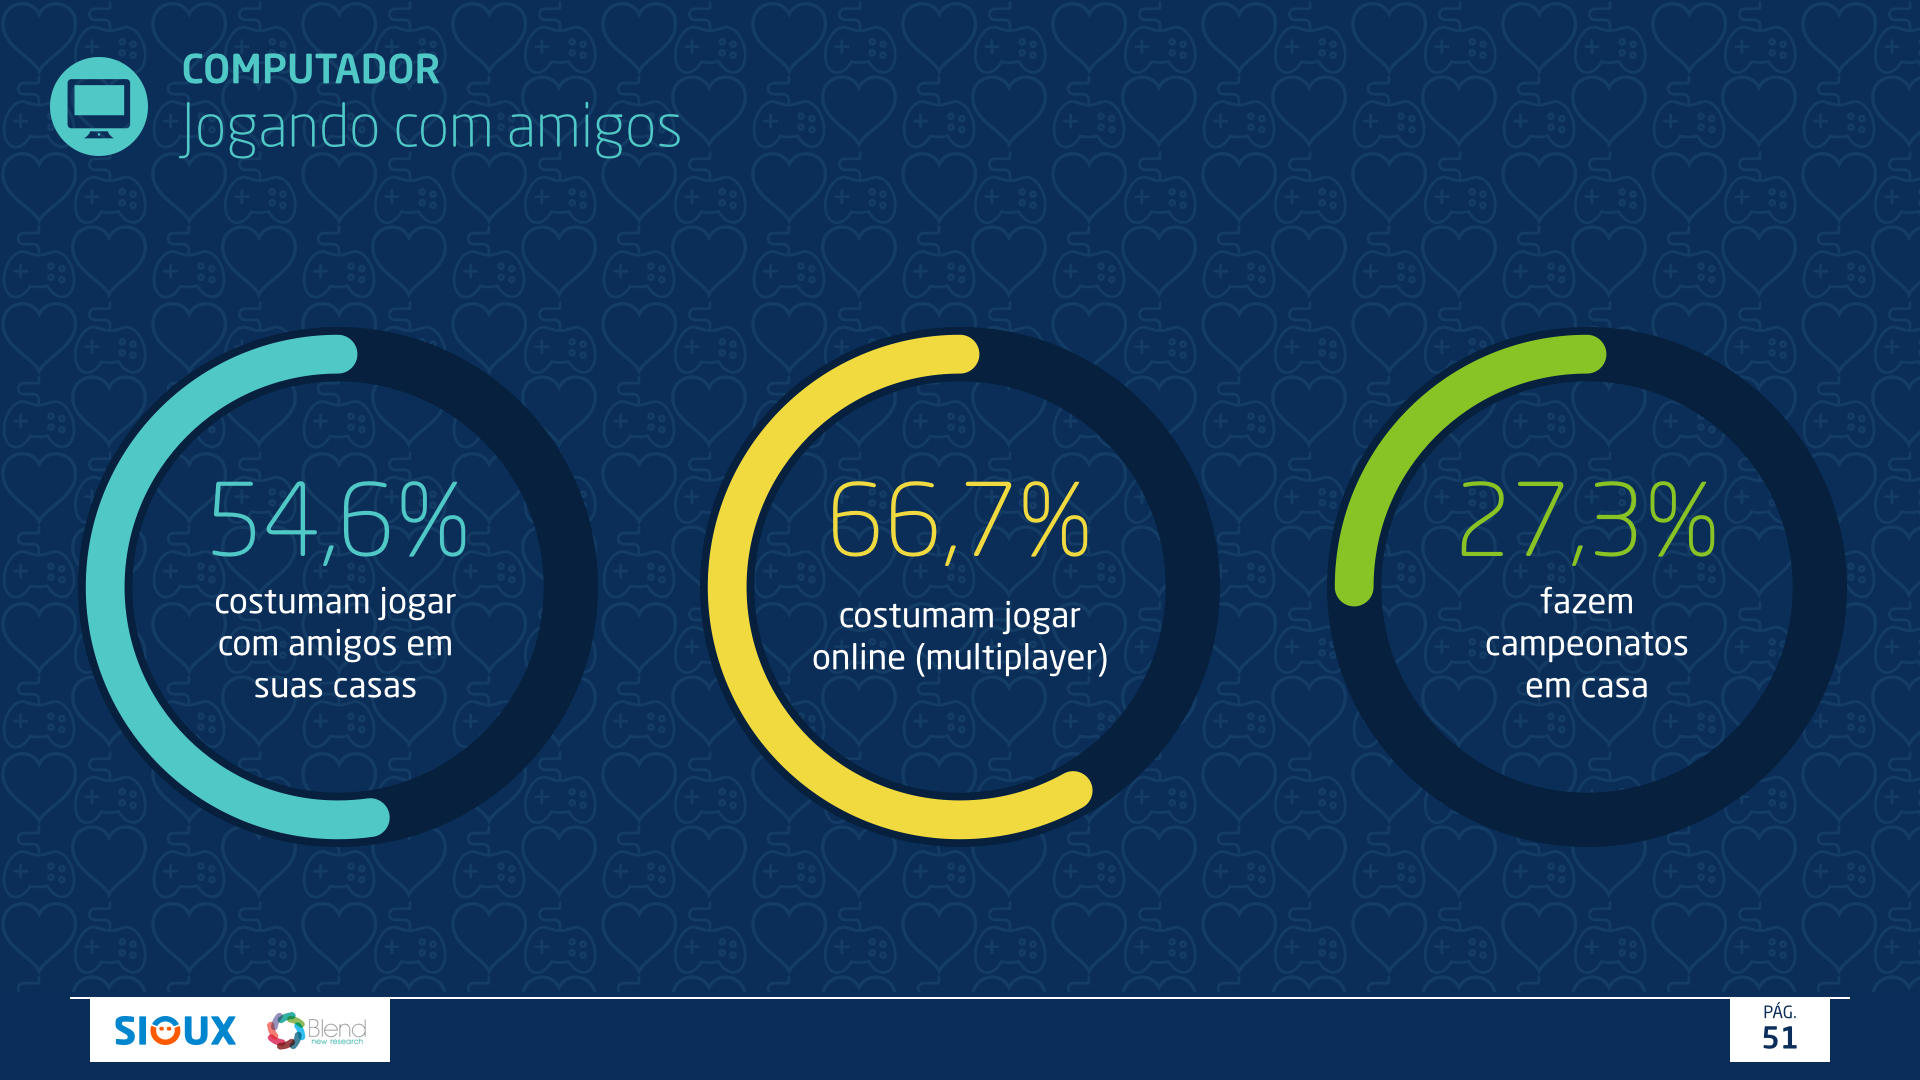 COMPUTADOR
Jogando com amigos
54,6%
costumam jogar
com amigos em
suas casas
66,7%
costumam jogar
online (multiplayer)
27,3%
fazem
campeonatos
em casa
SIOUX
Blend
new research
PÁG.
51